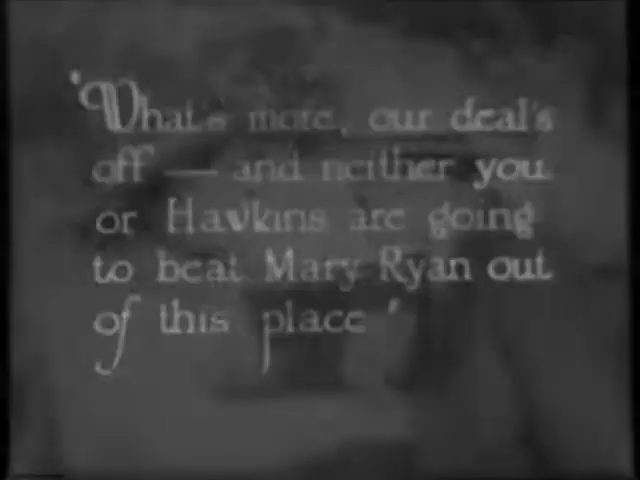 "What's more, our deal's
off — and neither you
or Hawkins are going
to beat Mary Ryan out
of this place"